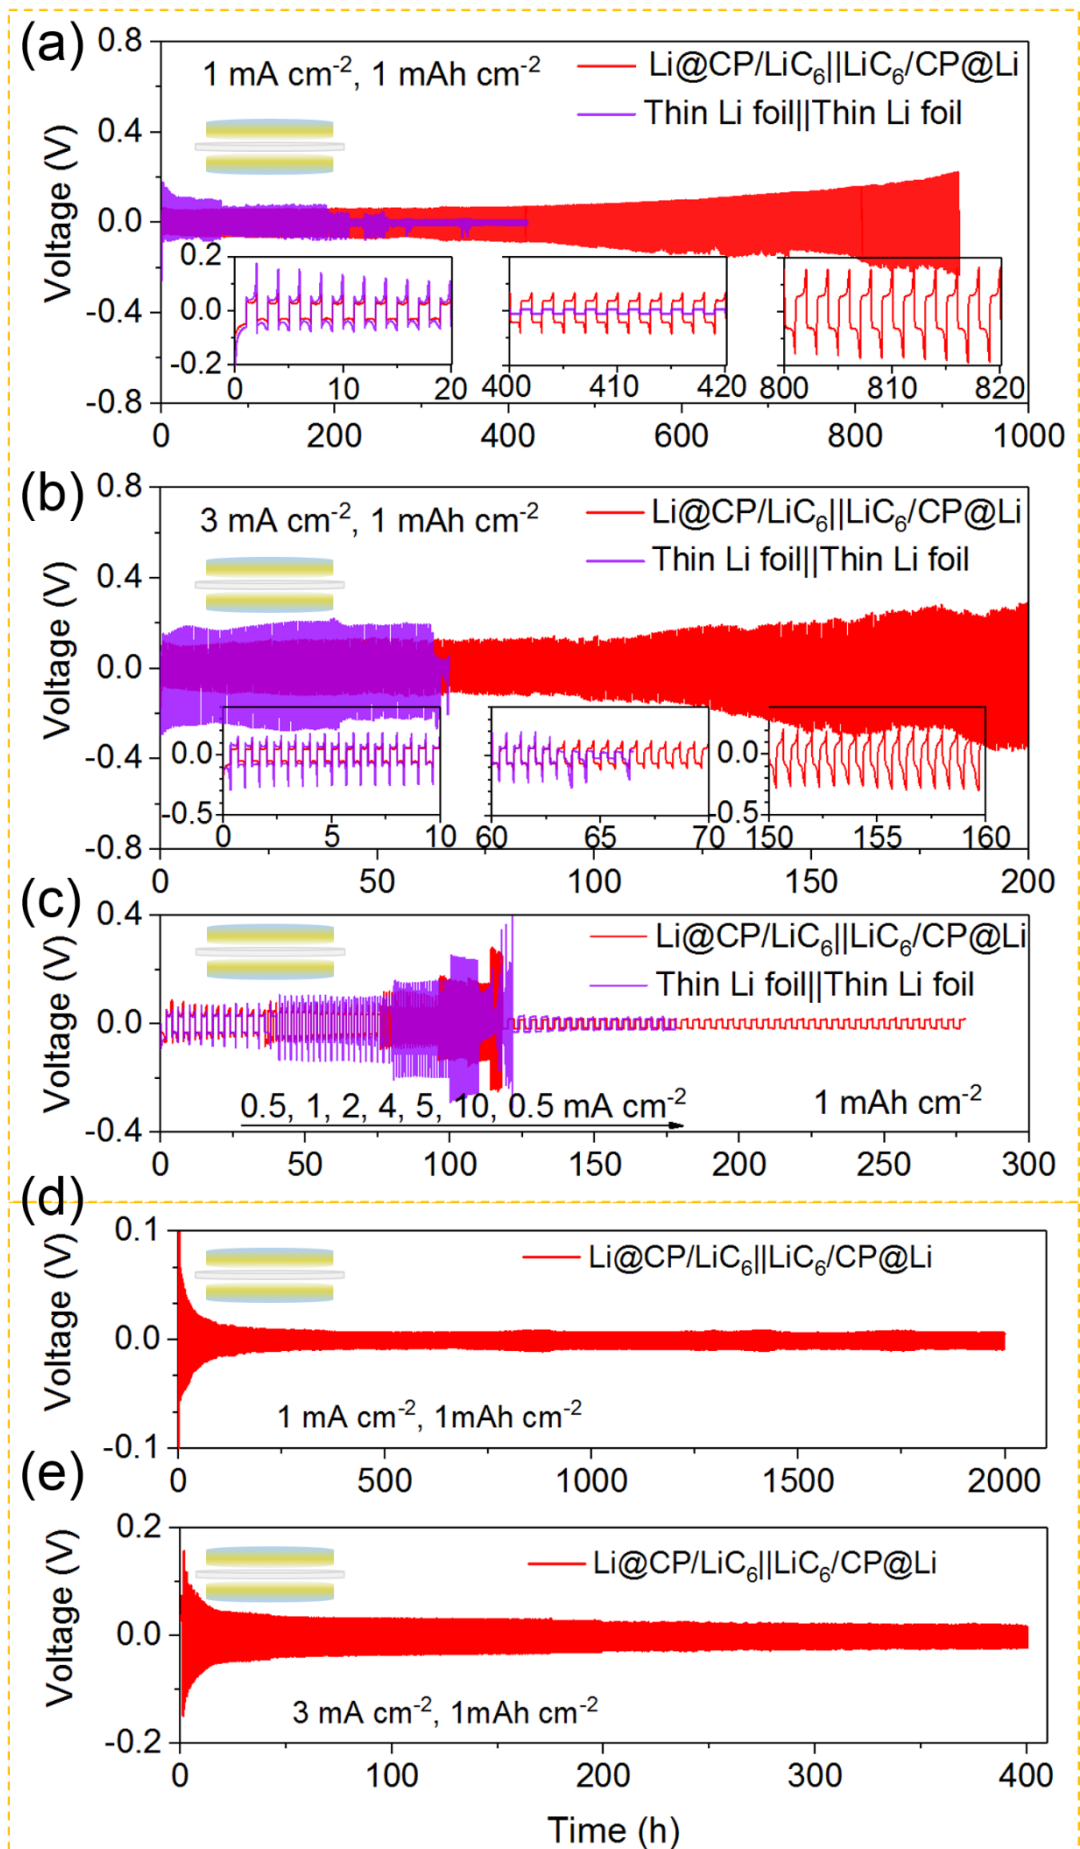 (a)
0.8
0.4
0.0
-0.4
-0.8
Voltage (V)
1 mA cm⁻², 1 mAh cm⁻²
Li@CP/LiC₆||LiC₆/CP@Li
Thin Li foil||Thin Li foil
0.2
0.0
-0.2
0 10 20
400 410 420
800 810 820
0 200 400 600 800 1000
(b)
0.8
0.4
0.0
-0.4
-0.8
Voltage (V)
3 mA cm⁻², 1 mAh cm⁻²
Li@CP/LiC₆||LiC₆/CP@Li
Thin Li foil||Thin Li foil
0.0
-0.5
0 5 10
0.0
-0.5
60 65 70
0.0
-0.5
150 155 160
0 50 100 150 200
(c)
0.4
0.0
-0.4
Voltage (V)
Li@CP/LiC₆||LiC₆/CP@Li
Thin Li foil||Thin Li foil
0.5, 1, 2, 4, 5, 10, 0.5 mA cm⁻²
1 mAh cm⁻²
0 50 100 150 200 250 300
(d)
0.1
0.0
-0.1
Voltage (V)
Li@CP/LiC₆||LiC₆/CP@Li
1 mA cm⁻², 1mAh cm⁻²
0 500 1000 1500 2000
(e)
0.2
0.0
-0.2
Voltage (V)
Li@CP/LiC₆||LiC₆/CP@Li
3 mA cm⁻², 1mAh cm⁻²
0 100 200 300 400
Time (h)